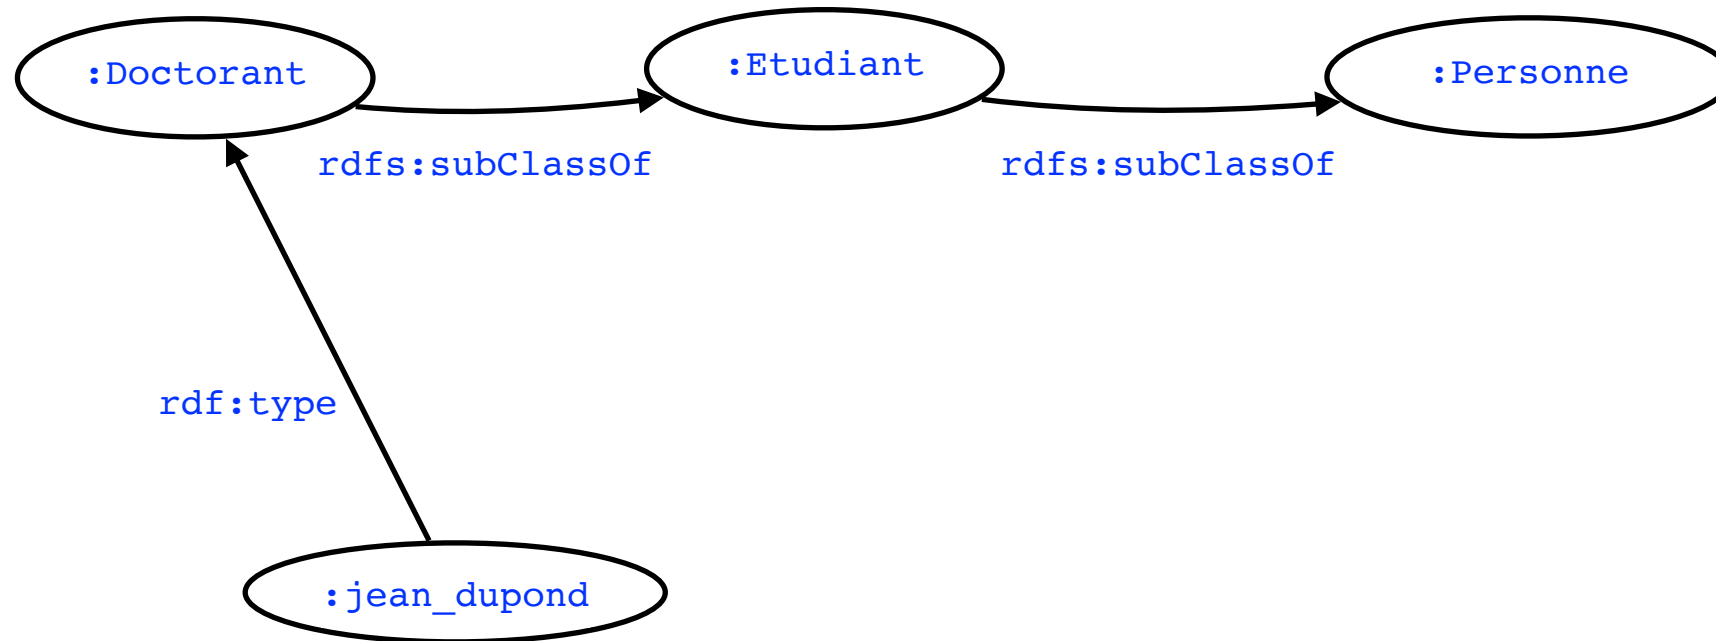 :Doctorant
:Etudiant
:Personne
rdfs:subClassOf
rdfs:subClassOf
rdf:type
:jean_dupond